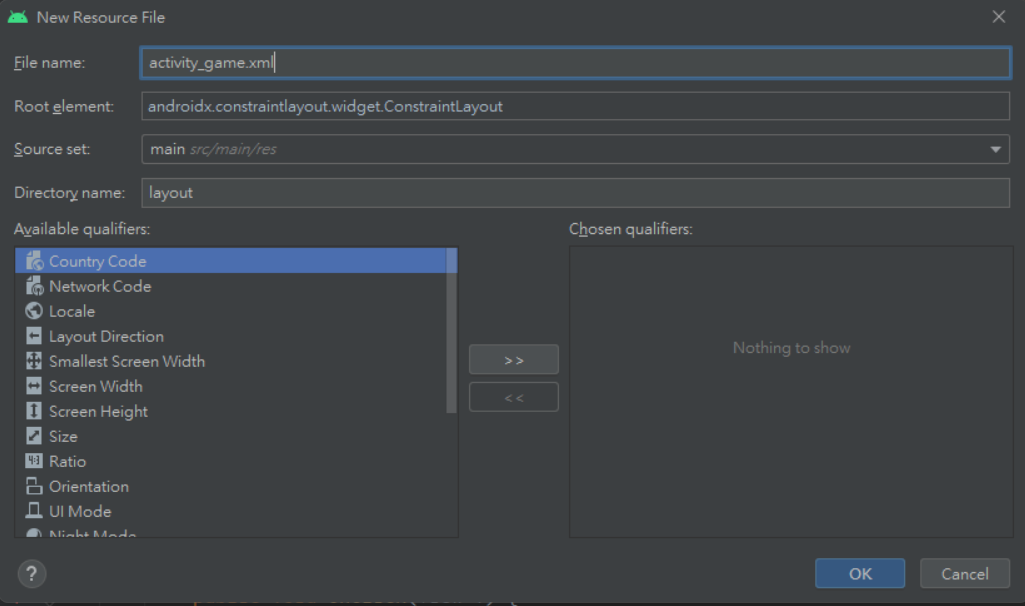 New Resource File
File name: activity_game.xml
Root element: androidx.constraintlayout.widget.ConstraintLayout
Source set: main src/main/res
Directory name: layout
Available qualifiers:
Chosen qualifiers:
Country Code
Network Code
Locale
Layout Direction
Smallest Screen Width
Screen Width
Screen Height
Size
Ratio
Orientation
UI Mode
Night Mode
>>
<<
Nothing to show
?
OK
Cancel